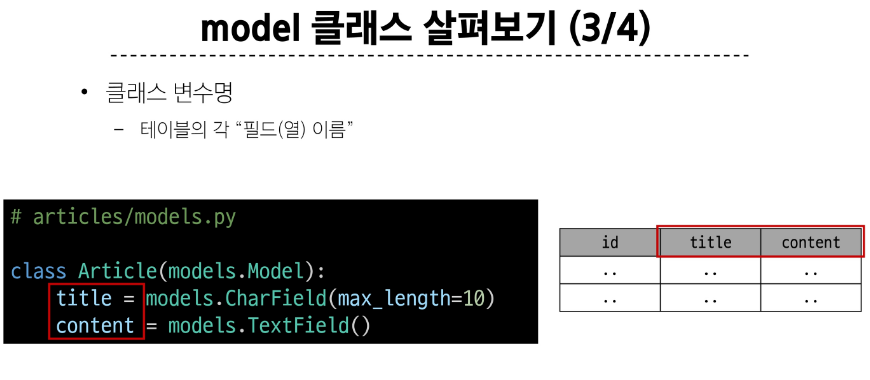 model 클래스 살펴보기 (3/4)
• 클래스 변수명
– 테이블의 각 “필드(열) 이름”
# articles/models.py
class Article(models.Model):
title = models.CharField(max_length=10)
content = models.TextField()
id title content
.. .. ..
.. .. ..